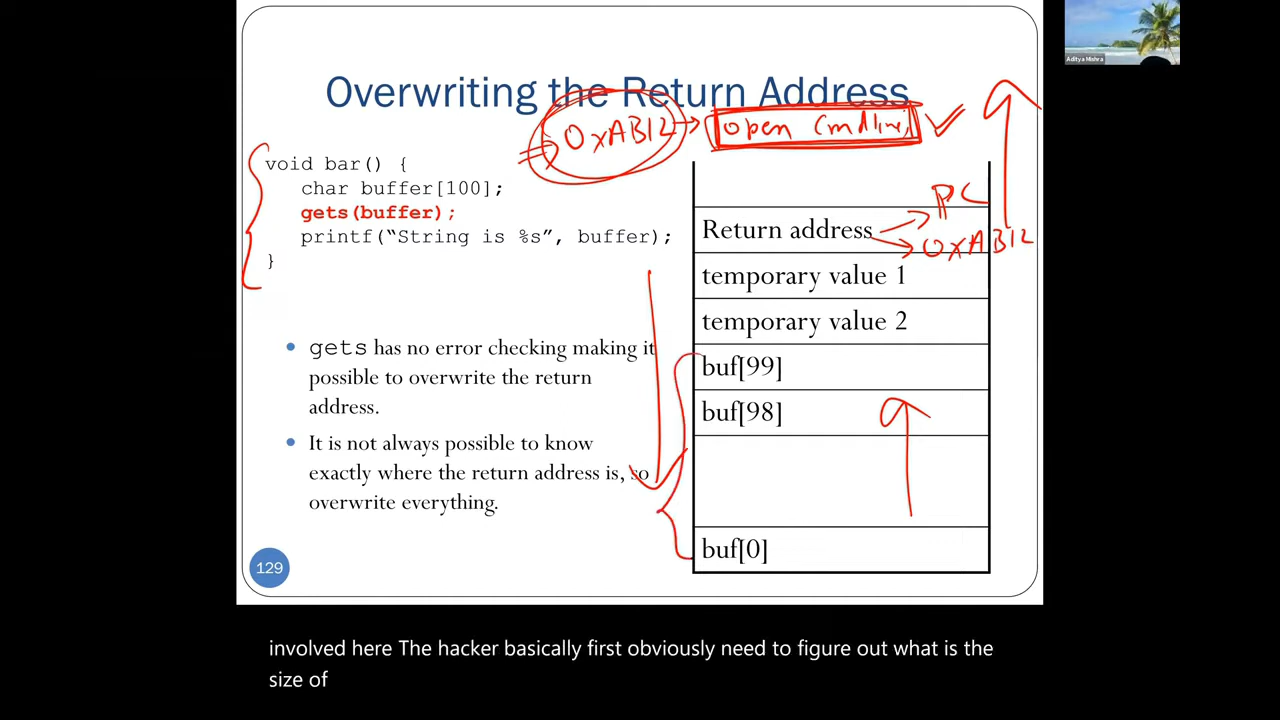 Aditya Mishra
Overwriting the Return Address
0xAB12 → open cmdline
void bar() {
char buffer[100];
gets(buffer);
printf(“String is %s”, buffer);
}
• gets has no error checking making it
possible to overwrite the return
address.
• It is not always possible to know
exactly where the return address is, so
overwrite everything.
129
PC
Return address
0xAB12
temporary value 1
temporary value 2
buf[99]
buf[98]
buf[0]
involved here The hacker basically first obviously need to figure out what is the
size of